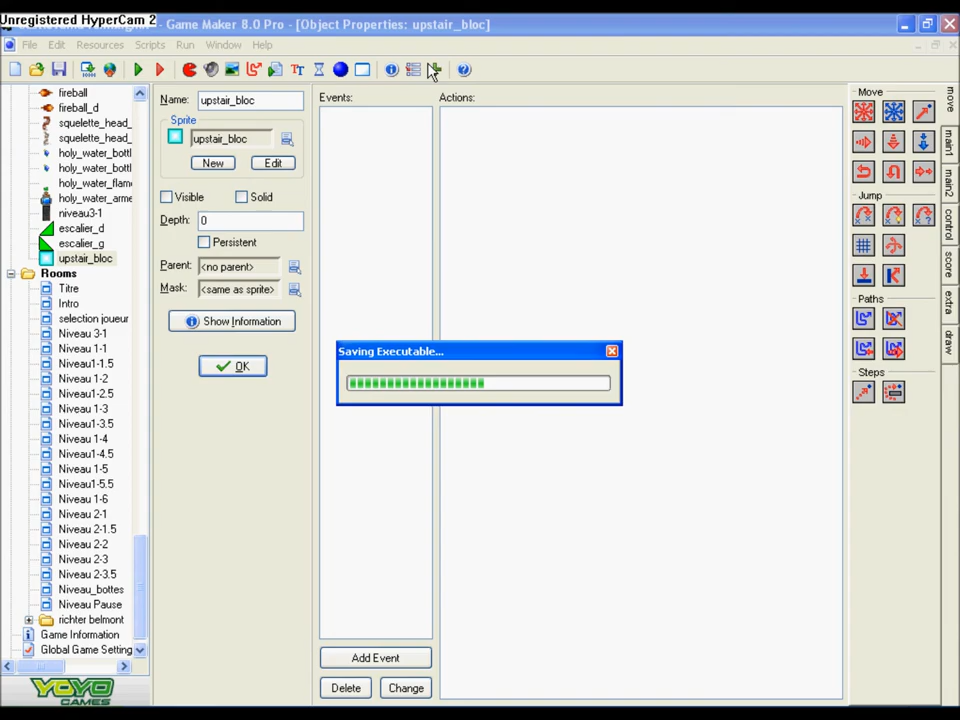 Unregistered HyperCam 2
- Game Maker 8.0 Pro - [Object Properties: upstair_bloc]
File Edit Resources Scripts Run Window Help
fireball
fireball_d
squelette_head_
squelette_head_
holy_water_bottl
holy_water_bottl
holy_water_flam
holy_water_arme
niveau3-1
escalier_d
escalier_g
upstair_bloc
Rooms
Titre
Intro
selection joueur
Niveau 3-1
Niveau 1-1
Niveau1-1.5
Niveau 1-2
Niveau1-2.5
Niveau 1-3
Niveau1-3.5
Niveau 1-4
Niveau1-4.5
Niveau 1-5
Niveau1-5.5
Niveau 1-6
Niveau 2-1
Niveau 2-1.5
Niveau 2-2
Niveau 2-3
Niveau 2-3.5
Niveau_bottes
Niveau Pause
richter belmont
Game Information
Global Game Setting
YOYO
GAMES
Name: upstair_bloc
Sprite
upstair_bloc
New Edit
Visible Solid
Depth: 0
Persistent
Parent: <no parent>
Mask: <same as sprite>
Show Information
OK
Events:
Add Event
Delete Change
Actions:
Saving Executable...
Move
Jump
Paths
Steps
move
main1
main2
control
score
extra
draw